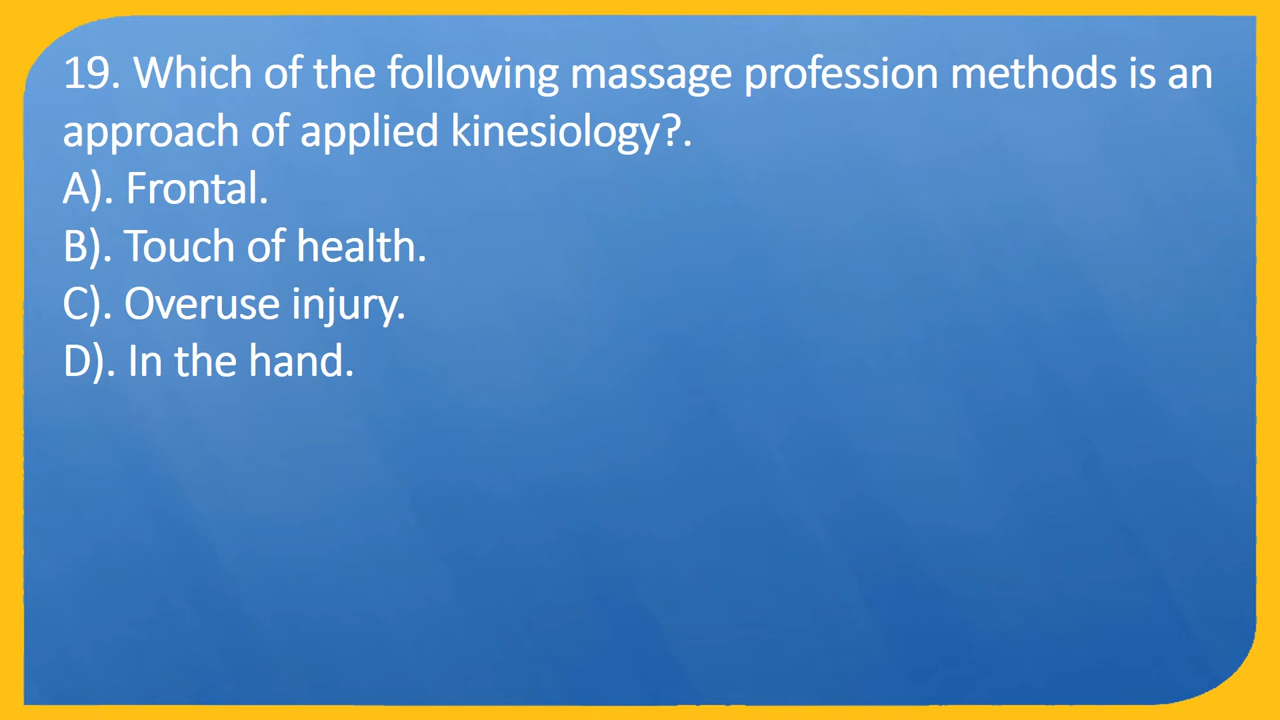 19. Which of the following massage profession methods is an
approach of applied kinesiology?.
A). Frontal.
B). Touch of health.
C). Overuse injury.
D). In the hand.